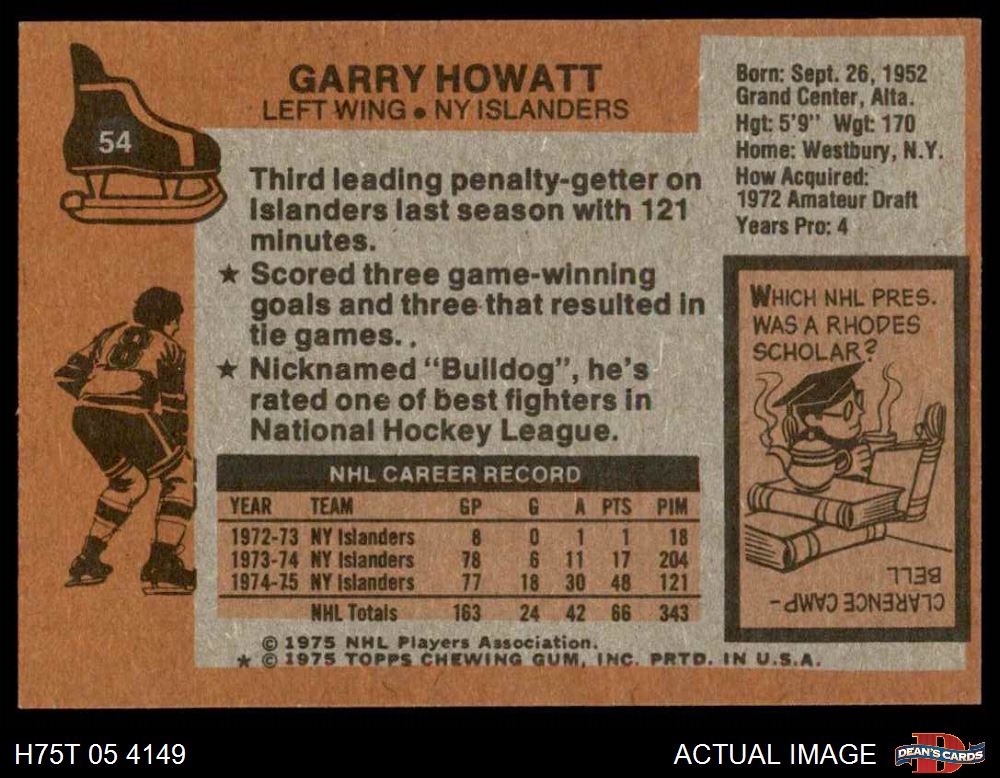 54
GARRY HOWATT
LEFT WING • NY ISLANDERS
Born: Sept. 26, 1952
Grand Center, Alta.
Hgt: 5'9" Wgt: 170
Home: Westbury, N.Y.
How Acquired:
1972 Amateur Draft
Years Pro: 4
Third leading penalty-getter on
Islanders last season with 121
minutes.
★ Scored three game-winning
goals and three that resulted in
tie games. .
★ Nicknamed "Bulldog", he's
rated one of best fighters in
National Hockey League.
8
WHICH NHL PRES.
WAS A RHODES
SCHOLAR?
CLARENCE CAMP-
BELL
NHL CAREER RECORD
YEAR TEAM GP G A PTS PIM
1972-73 NY Islanders 8 0 1 1 18
1973-74 NY Islanders 78 6 11 17 204
1974-75 NY Islanders 77 18 30 48 121
NHL Totals 163 24 42 66 343
© 1975 NHL Players Association.
★ © 1975 TOPPS CHEWING GUM, INC. PRTD. IN U.S.A.
H75T 05 4149
ACTUAL IMAGE
DEAN'S CARDS